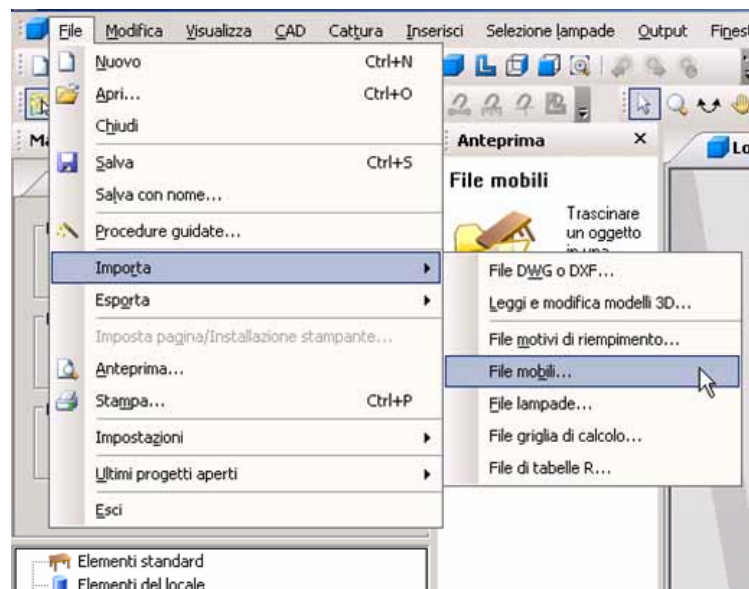 File Modifica Visualizza CAD Cattura Inserisci Selezione lampade Output
Nuovo Ctrl+N
Apri... Ctrl+O
Chiudi
Salva Ctrl+S
Salva con nome...
Procedure guidate...
Importa
Esporta
Imposta pagina/Installazione stampante...
Anteprima...
Stampa... Ctrl+P
Impostazioni
Ultimi progetti aperti
Esci
Anteprima
File mobili
Trascinare
un oggetto
in una
File DWG o DXF...
Leggi e modifica modelli 3D...
File motivi di riempimento...
File mobili...
File lampade...
File griglia di calcolo...
File di tabelle R...
Elementi standard
Elementi del locale